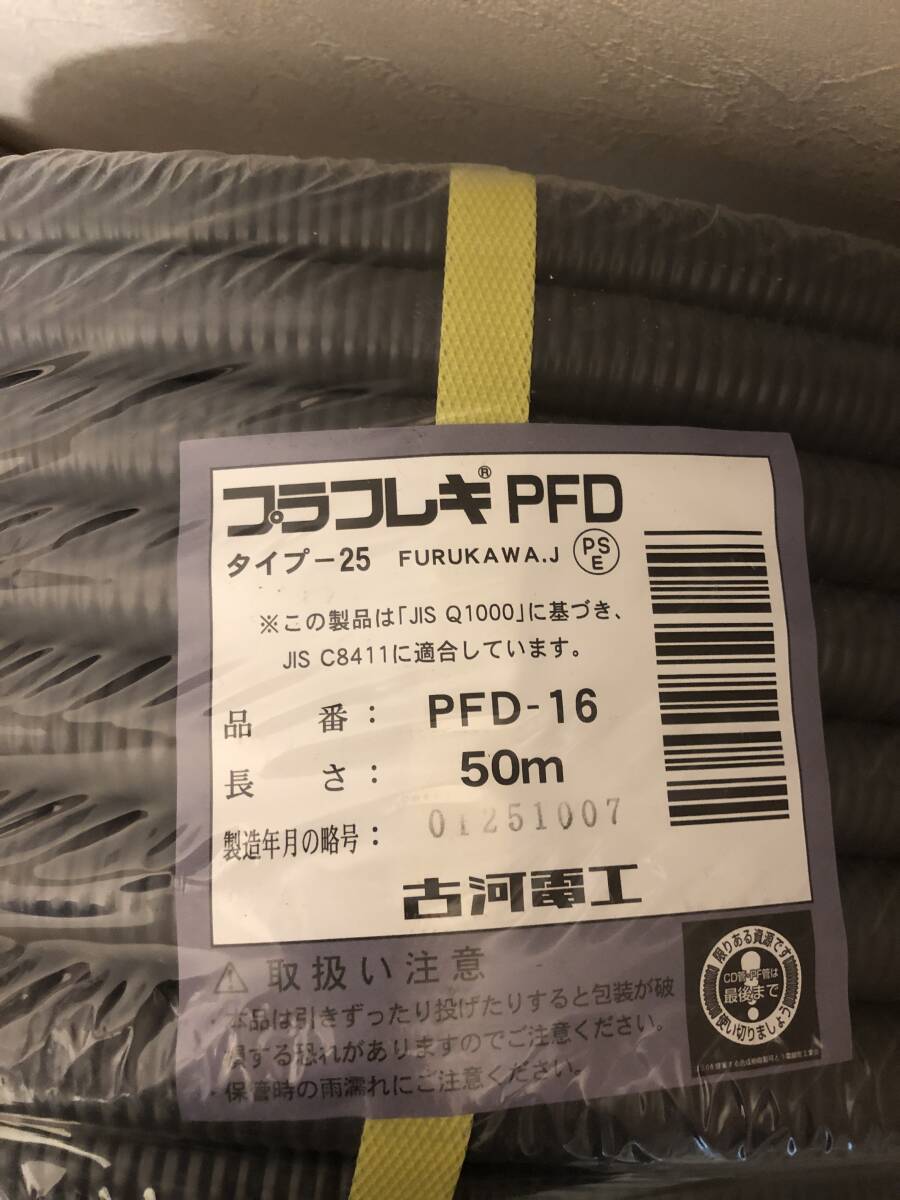 プラフレキ® PFD
タイプ-25 FURUKAWA.J PSE
※この製品は「JIS Q1000」に基づき、
JIS C8411に適合しています。
品 番: PFD-16
長 さ: 50m
製造年月の略号: 01251007
古河電工
⚠取扱い注意
・本品は引きずったり投げたりすると包装が破
損する恐れがありますのでご注意ください。
・保管時の雨濡れにご注意ください。
限りある資源です
CD管・PF管は
最後まで
使い切りましょう